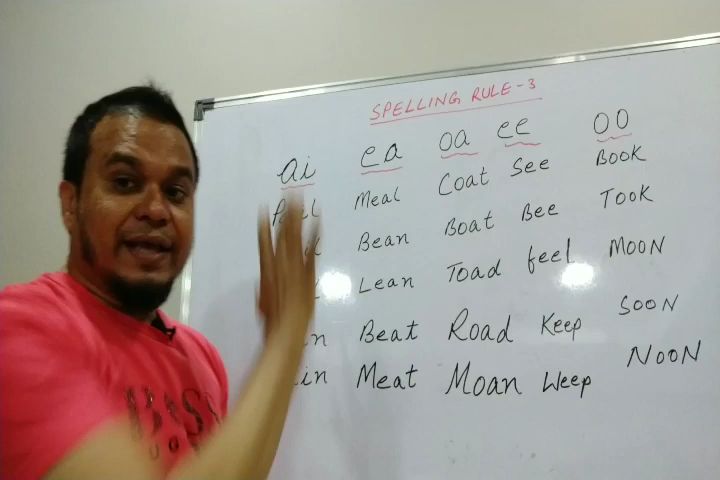 SPELLING RULE-3
ai ea oa ee OO
Meal Coat See BOOK
Bean Boat Bee TOOK
Lean Toad feel MOON
Beat Road Keep SOON
Meat Moan Weep NOON